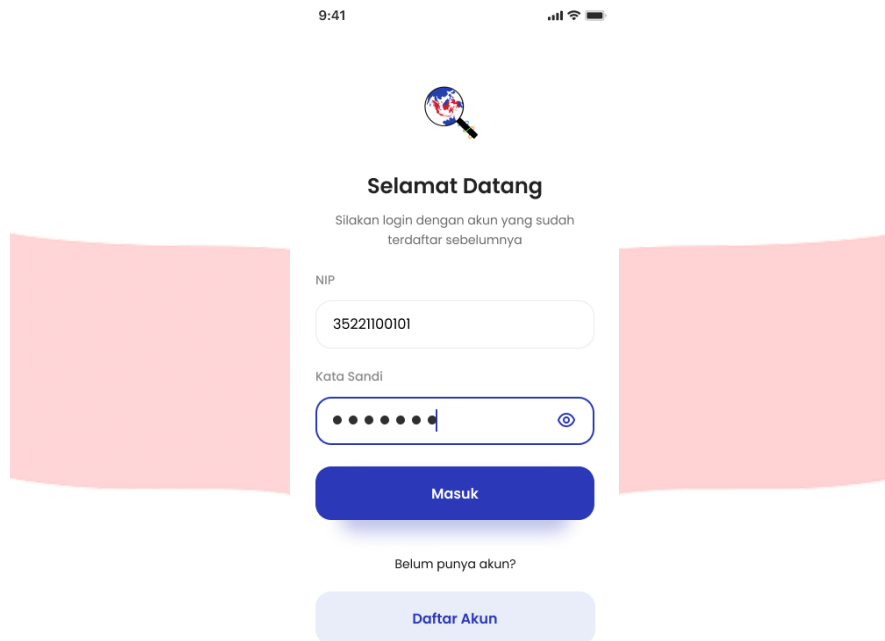 9:41
Selamat Datang
Silakan login dengan akun yang sudah
terdaftar sebelumnya
NIP
35221100101
Kata Sandi
Masuk
Belum punya akun?
Daftar Akun